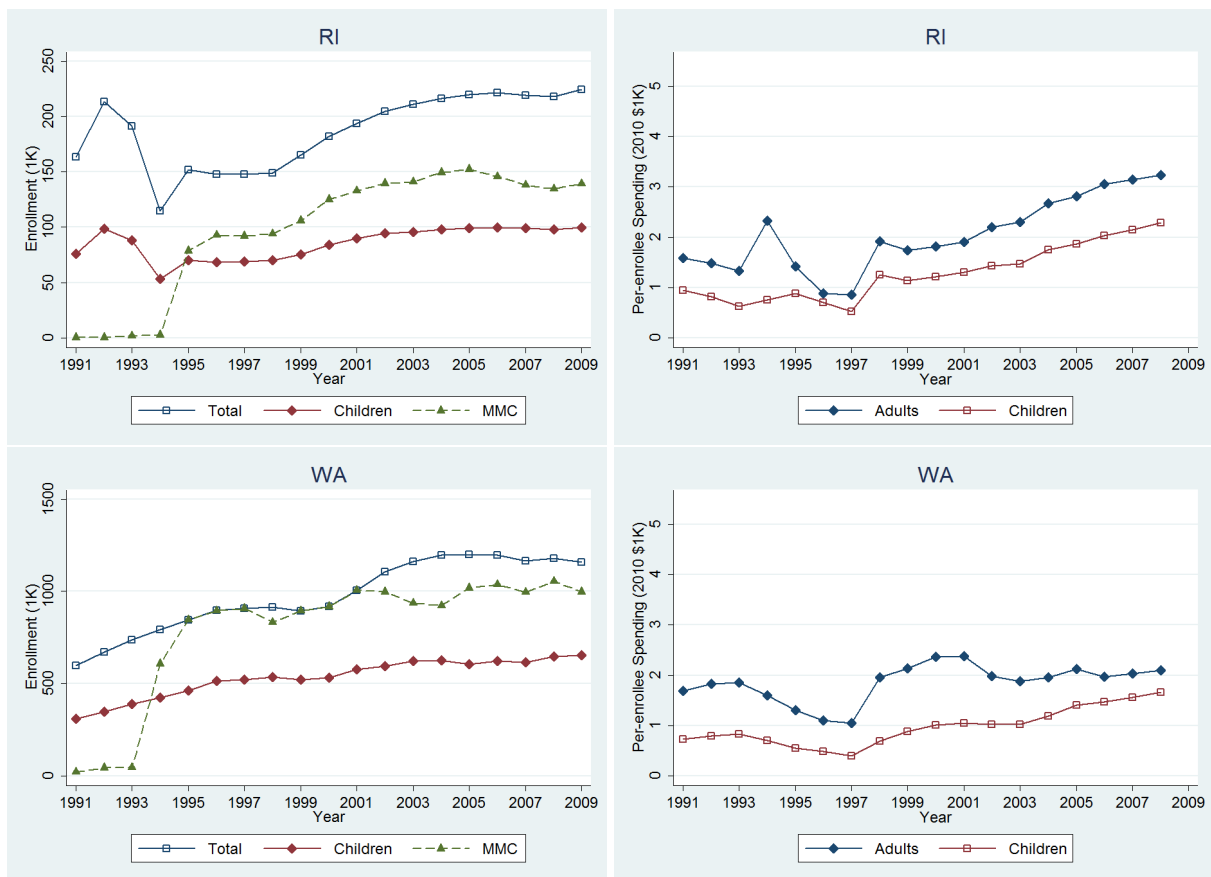 RI
Enrollment (1K)
250
200
150
100
50
0
1991 1993 1995 1997 1999 2001 2003 2005 2007 2009
Year
Total Children MMC
RI
Per-enrollee Spending (2010 $1K)
5
4
3
2
1
0
1991 1993 1995 1997 1999 2001 2003 2005 2007 2009
Year
Adults Children
WA
Enrollment (1K)
1500
1000
500
0
1991 1993 1995 1997 1999 2001 2003 2005 2007 2009
Year
Total Children MMC
WA
Per-enrollee Spending (2010 $1K)
5
4
3
2
1
0
1991 1993 1995 1997 1999 2001 2003 2005 2007 2009
Year
Adults Children